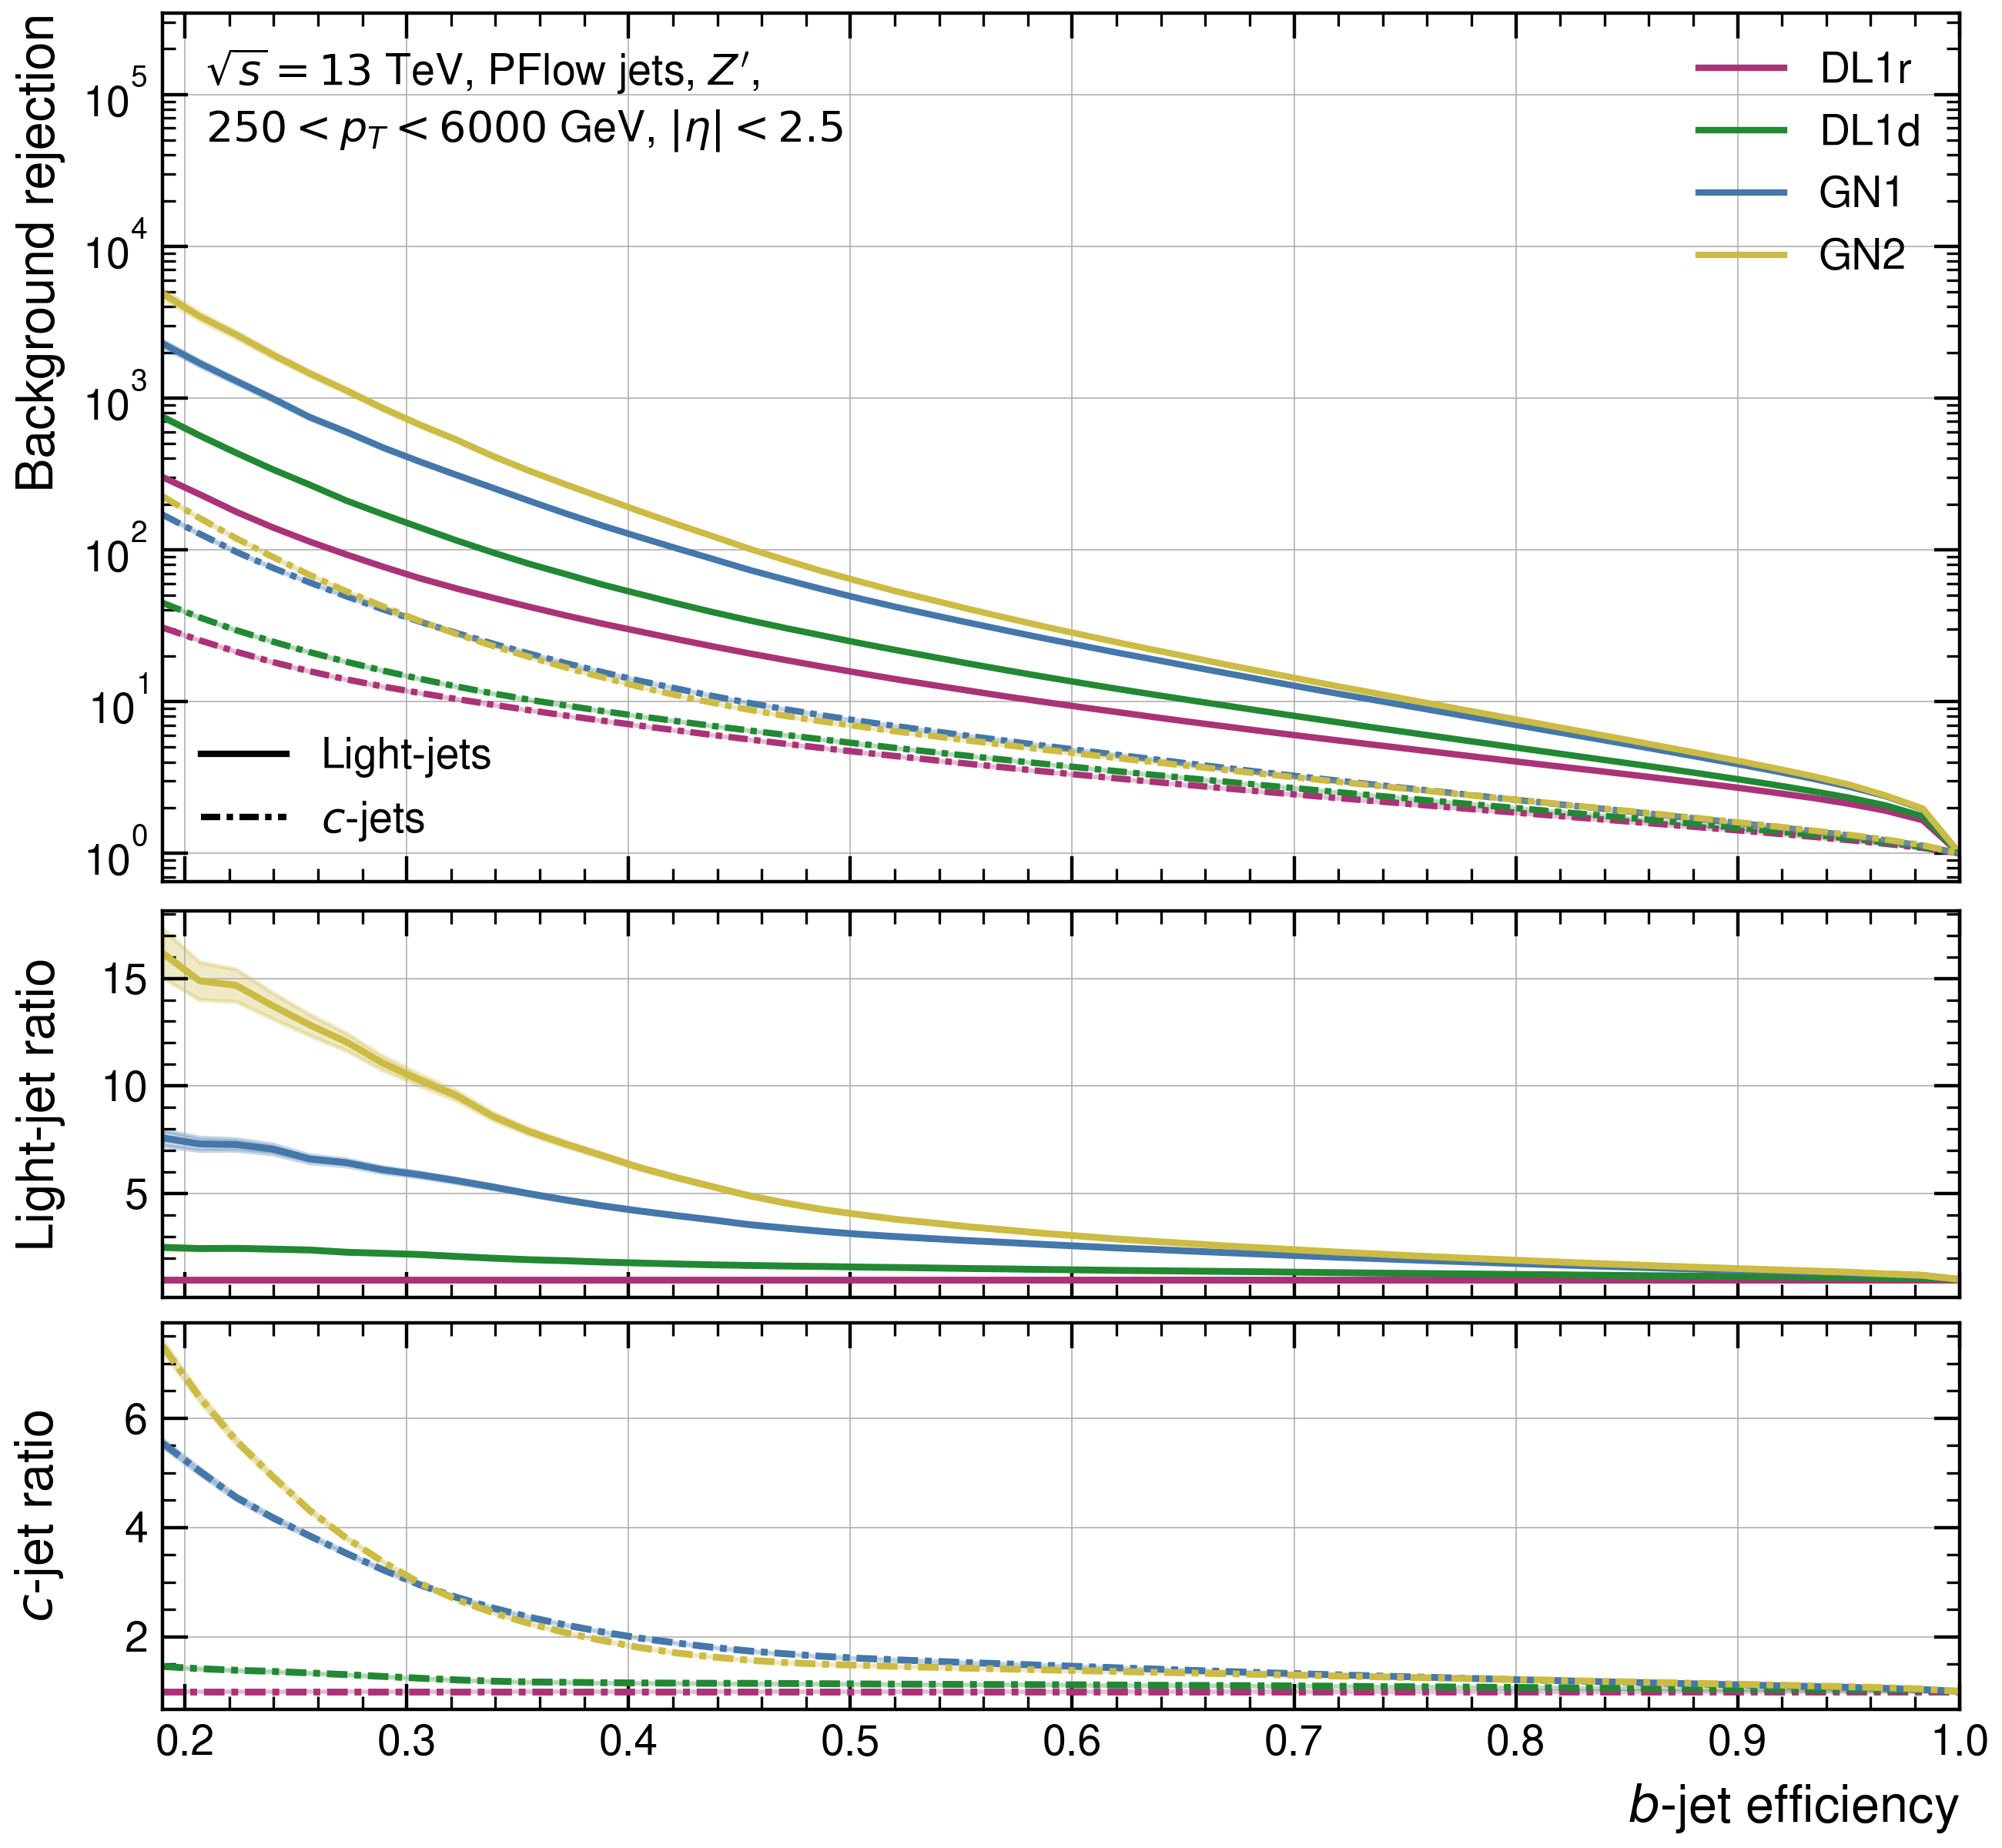 √s = 13 TeV, PFlow jets, Z′,
250 < p_T < 6000 GeV, |η| < 2.5
DL1r
DL1d
GN1
GN2
Background rejection
10^5
10^4
10^3
10^2
10^1
10^0
Light-jets
c-jets
Light-jet ratio
15
10
5
c-jet ratio
6
4
2
0.2 0.3 0.4 0.5 0.6 0.7 0.8 0.9 1.0
b-jet efficiency